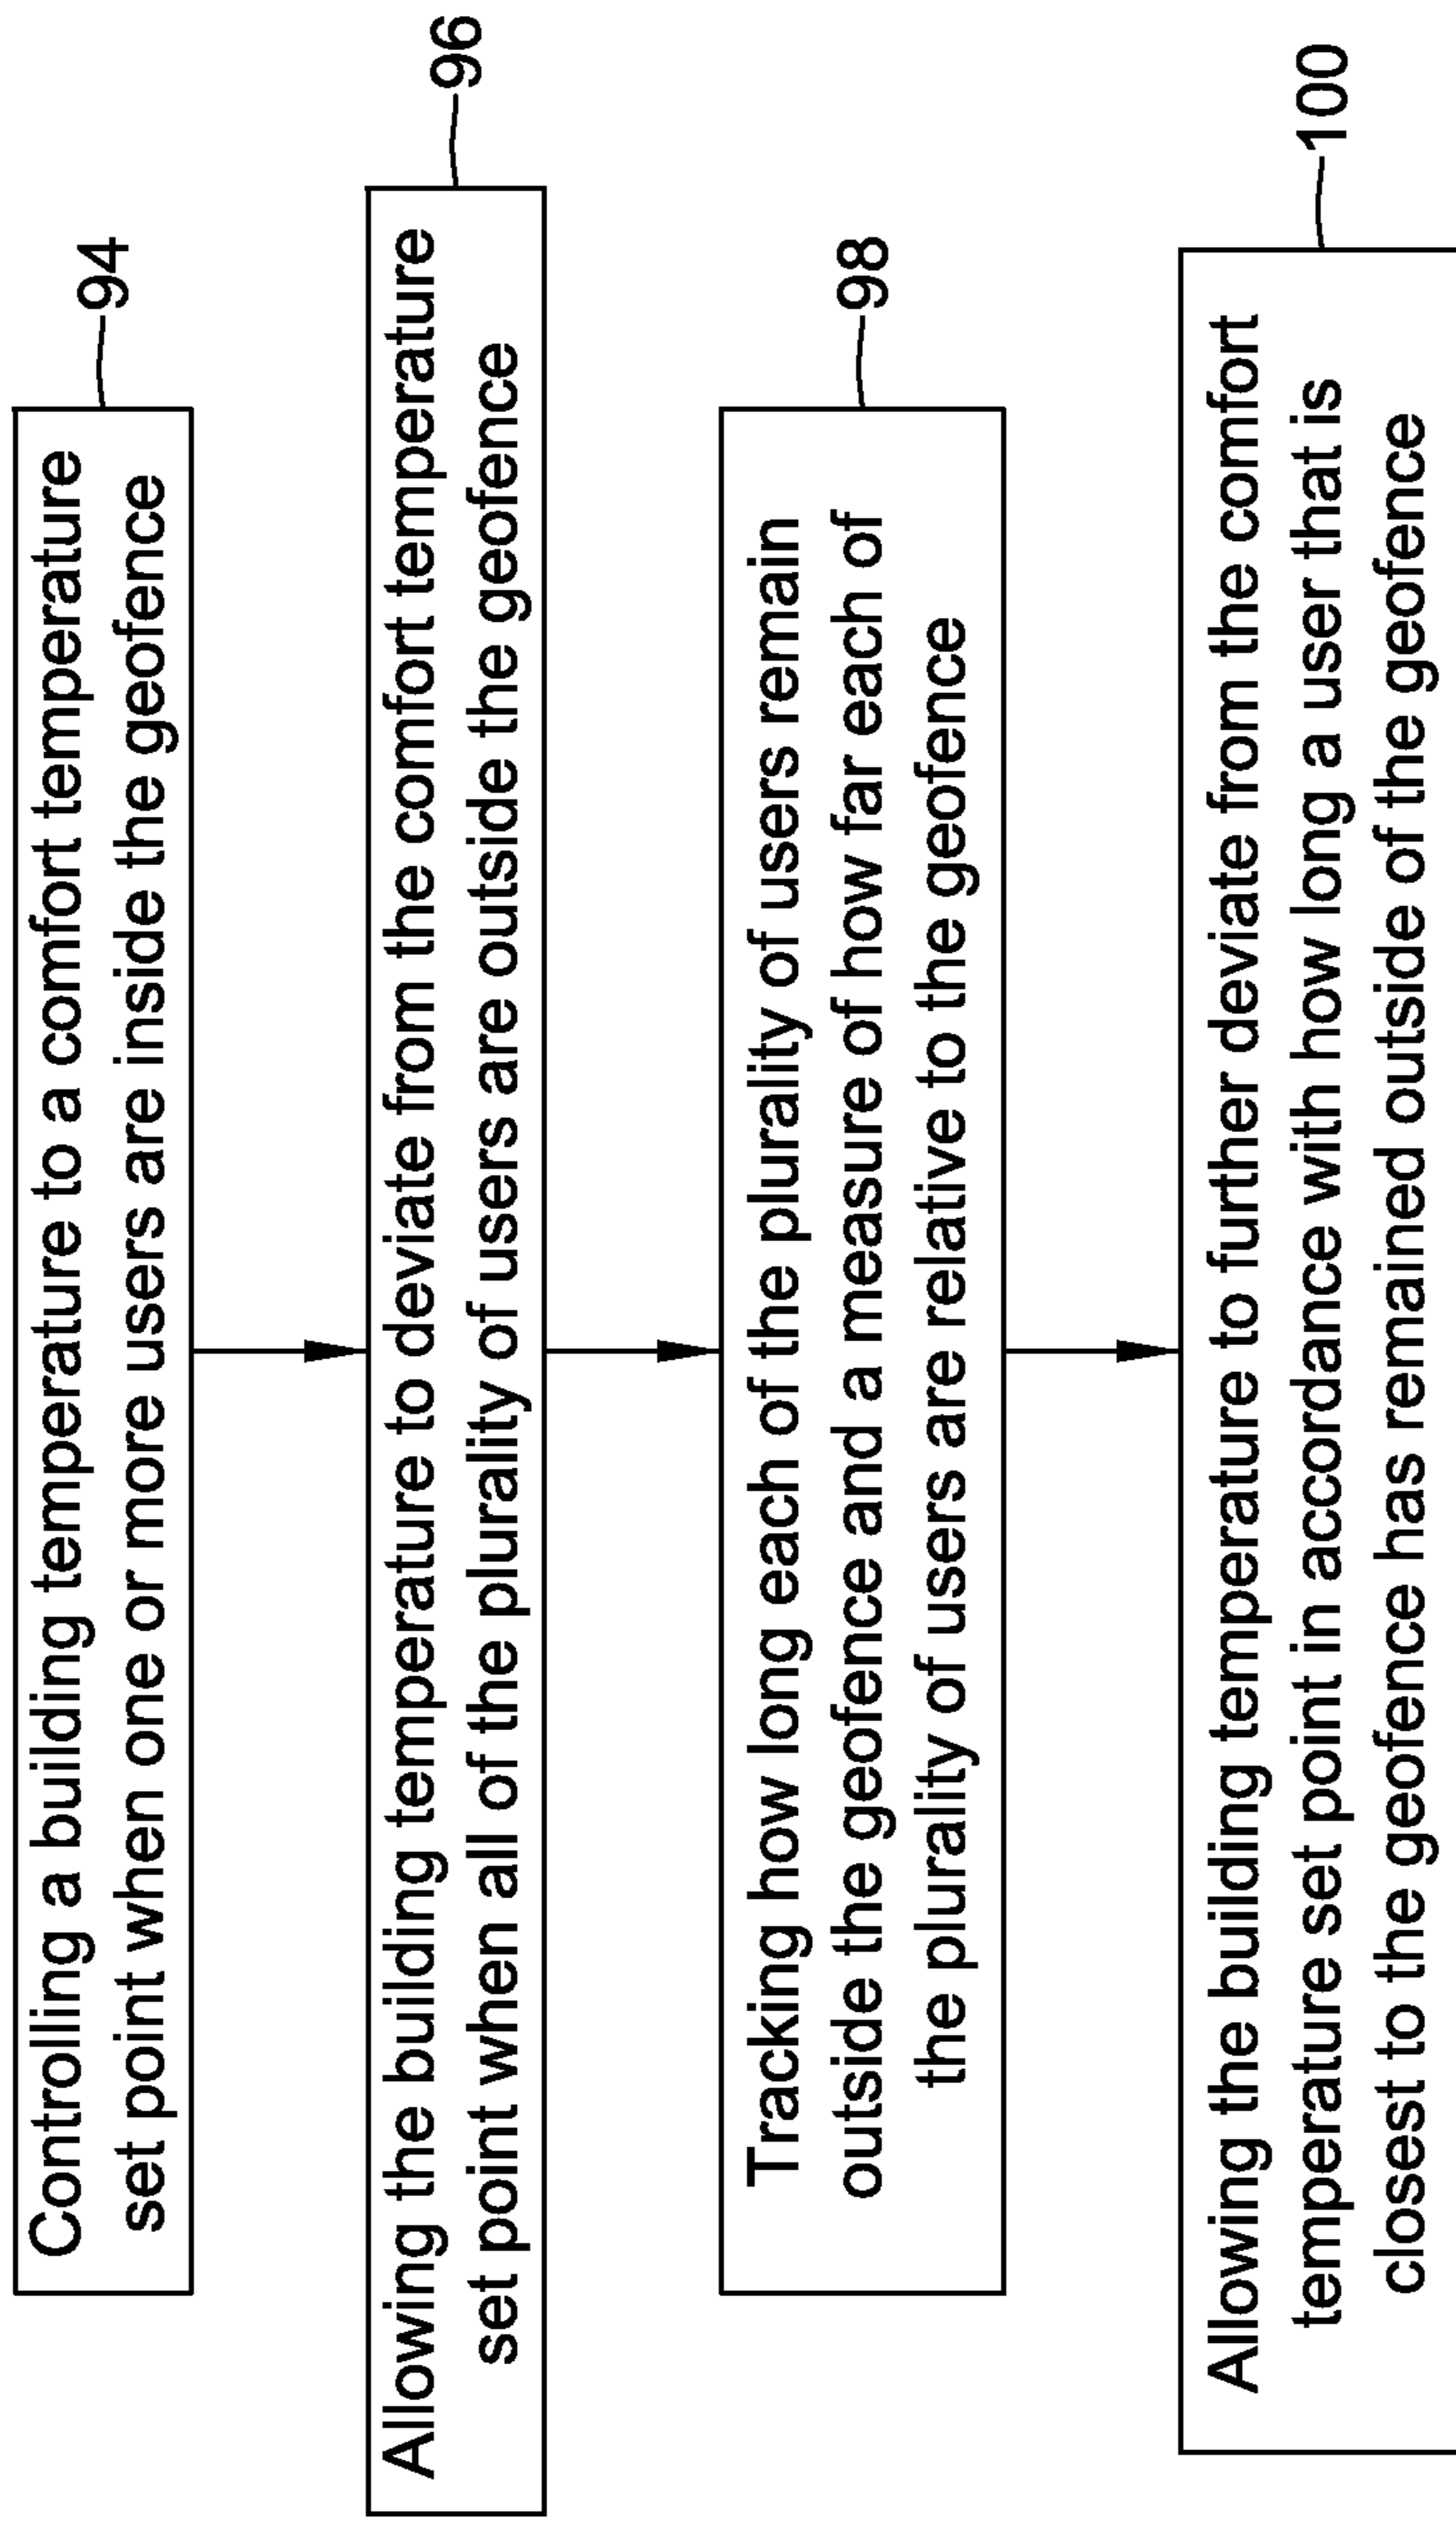 Controlling a building temperature to a comfort temperature
set point when one or more users are inside the geofence
94
Allowing the building temperature to deviate from the comfort temperature
set point when all of the plurality of users are outside the geofence
96
Tracking how long each of the plurality of users remain
outside the geofence and a measure of how far each of
the plurality of users are relative to the geofence
98
Allowing the building temperature to further deviate from the comfort
temperature set point in accordance with how long a user that is
closest to the geofence has remained outside of the geofence
100